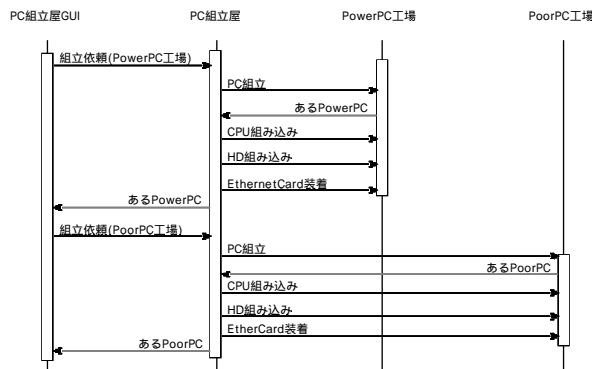 PC組立屋GUI PC組立屋 PowerPC工場 PoorPC工場
組立依頼(PowerPC工場)
PC組立
あるPowerPC
CPU組み込み
HD組み込み
EthernetCard装着
あるPowerPC
組立依頼(PoorPC工場)
PC組立
あるPoorPC
CPU組み込み
HD組み込み
EtherCard装着
あるPoorPC